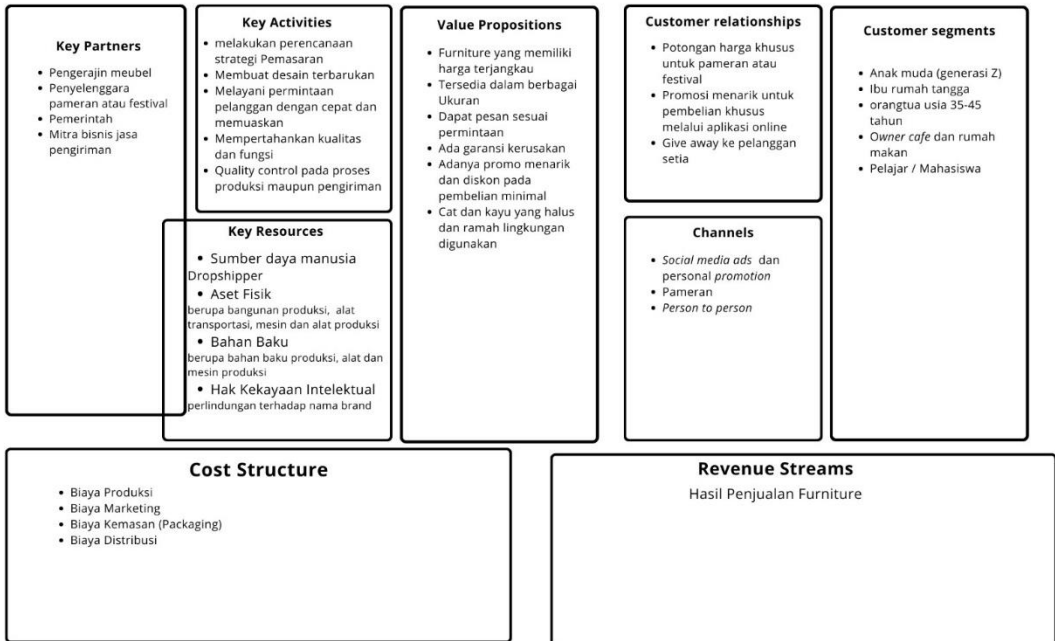 Key Partners
Pengerajin meubel
Penyelenggara
pameran atau festival
Pemerintah
Mitra bisnis jasa
pengiriman
Key Activities
melakukan perencanaan
strategi Pemasaran
Membuat desain terbarukan
Melayani permintaan
pelanggan dengan cepat dan
memuaskan
Mempertahankan kualitas
dan fungsi
Quality control pada proses
produksi maupun pengiriman
Key Resources
Sumber daya manusia
Dropshipper
Aset Fisik
berupa bangunan produksi, alat
transportasi, mesin dan alat produksi
Bahan Baku
berupa bahan baku produksi, alat dan
mesin produksi
Hak Kekayaan Intelektual
perlindungan terhadap nama brand
Value Propositions
Furniture yang memiliki
harga terjangkau
Tersedia dalam berbagai
Ukuran
Dapat pesan sesuai
permintaan
Ada garansi kerusakan
Adanya promo menarik
dan diskon pada
pembelian minimal
Cat dan kayu yang halus
dan ramah lingkungan
digunakan
Customer relationships
Potongan harga khusus
untuk pameran atau
festival
Promosi menarik untuk
pembelian khusus
melalui aplikasi online
Give away ke pelanggan
setia
Channels
Social media ads dan
personal promotion
Pameran
Person to person
Customer segments
Anak muda (generasi Z)
Ibu rumah tangga
orangtua usia 35-45
tahun
Owner cafe dan rumah
makan
Pelajar / Mahasiswa
Cost Structure
Biaya Produksi
Biaya Marketing
Biaya Kemasan (Packaging)
Biaya Distribusi
Revenue Streams
Hasil Penjualan Furniture